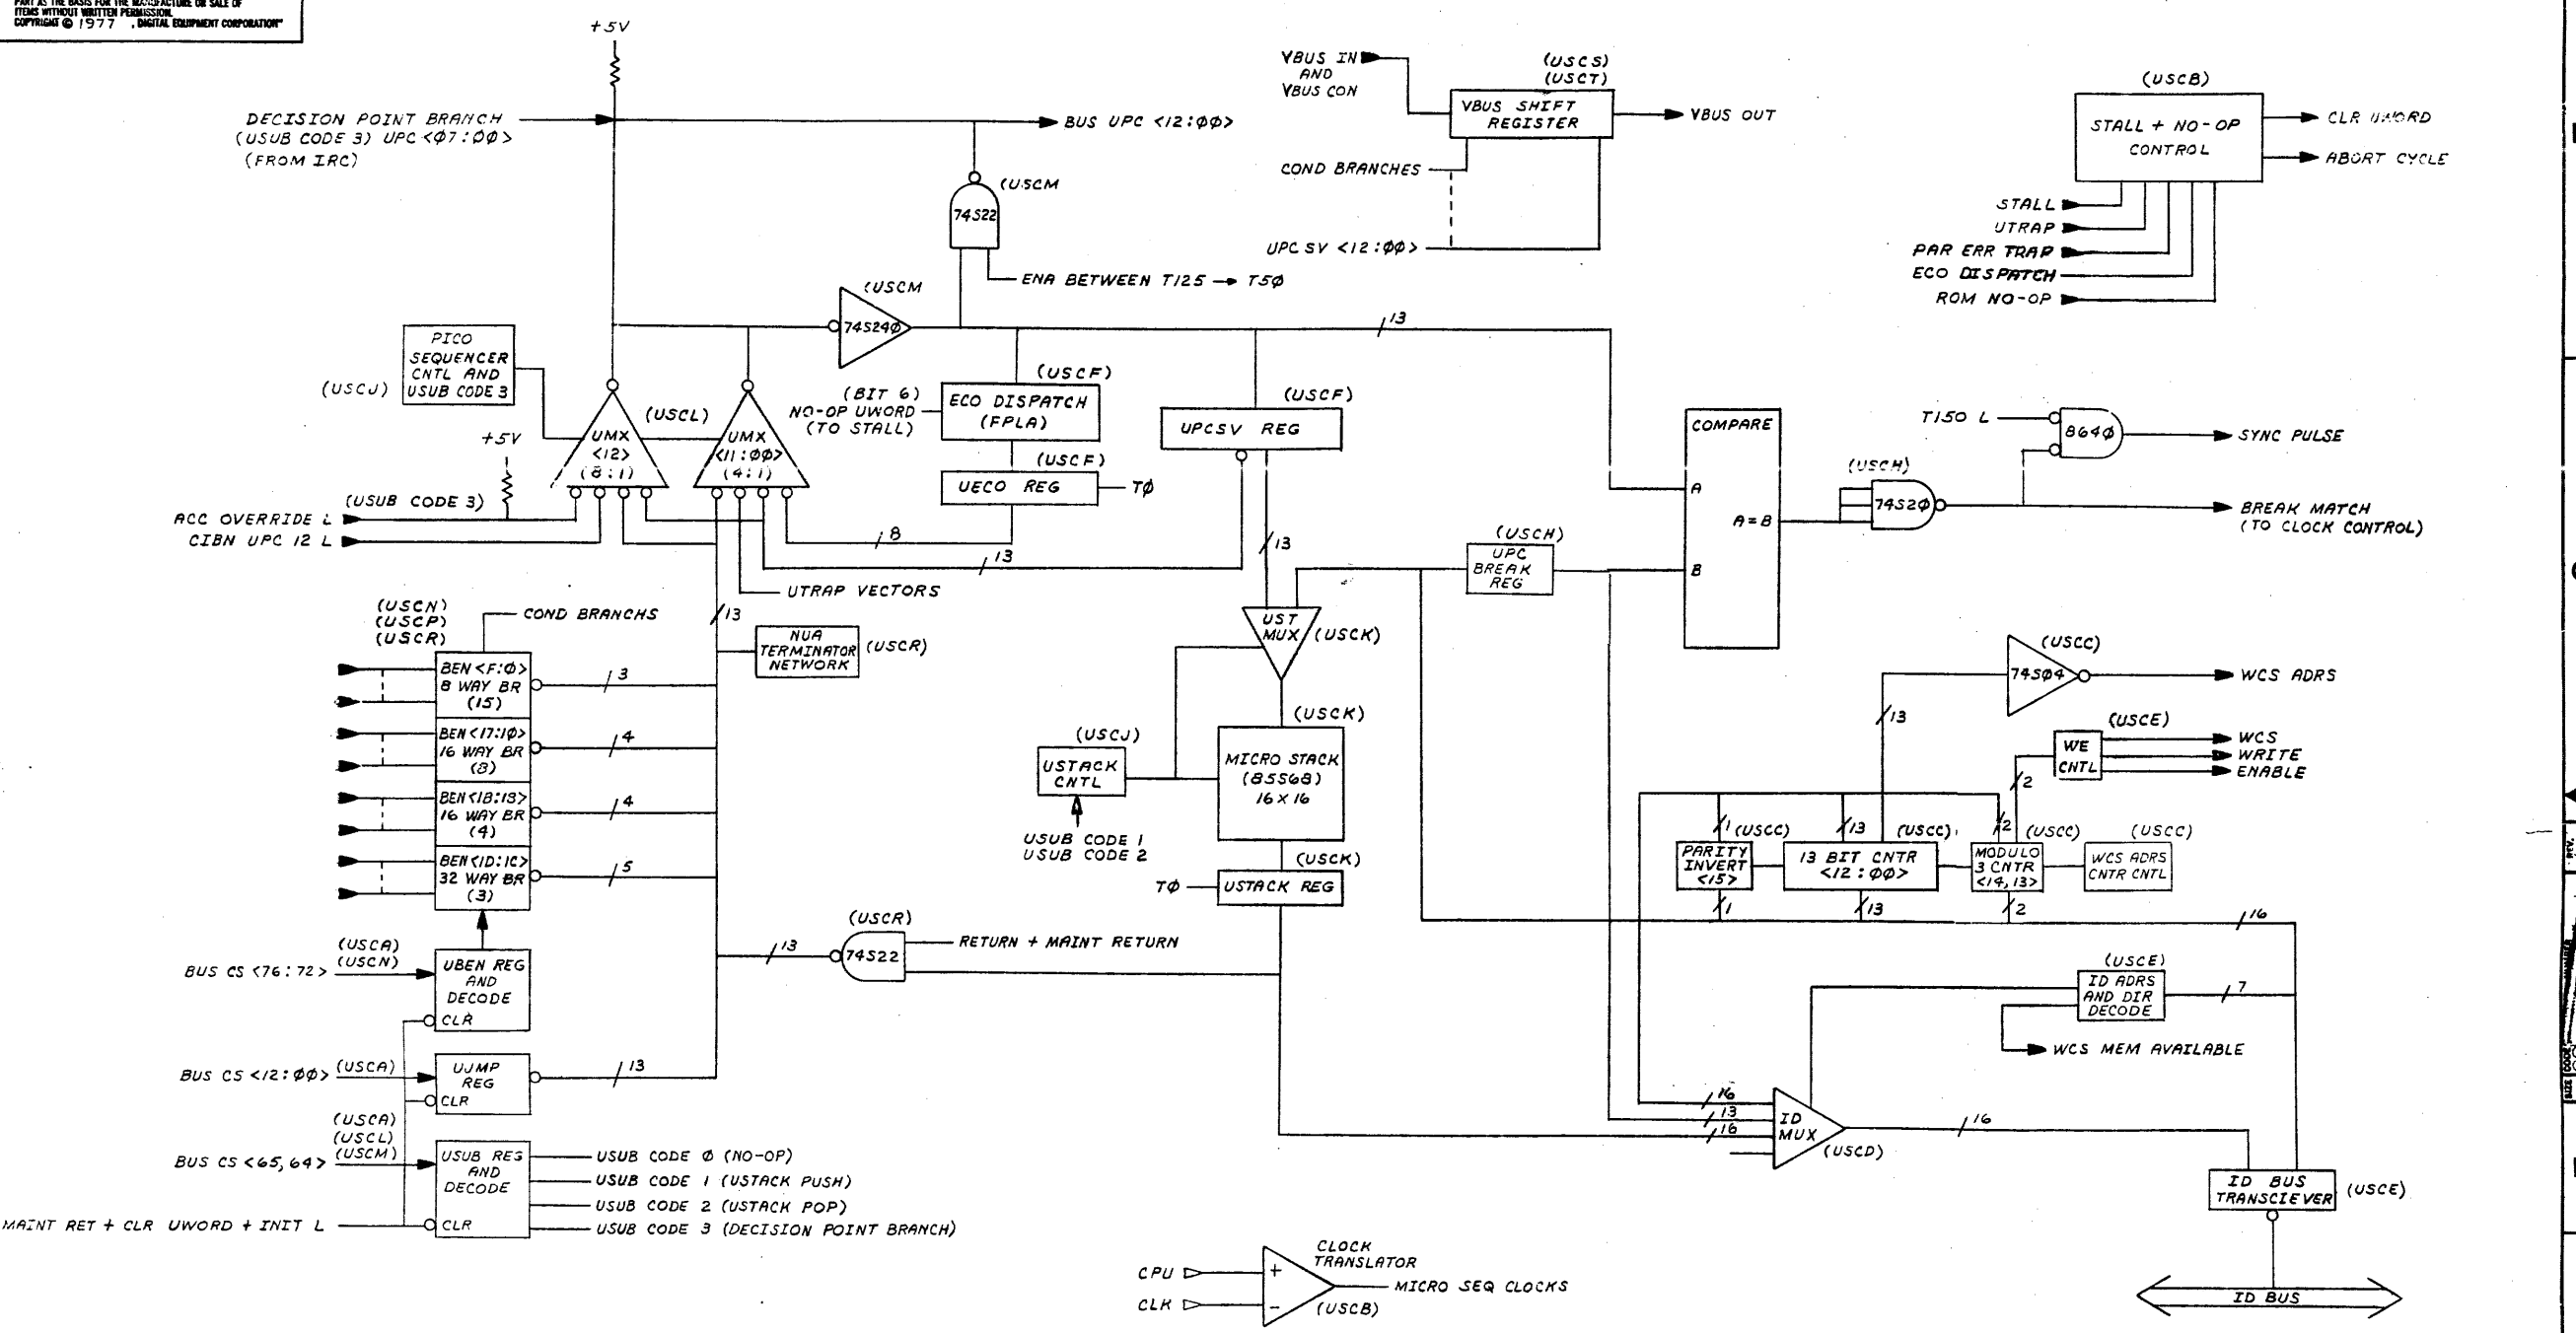 PART AS THE BASIS FOR THE MANUFACTURE OR SALE OF
ITEMS WITHOUT WRITTEN PERMISSION.
COPYRIGHT © 1977 , DIGITAL EQUIPMENT CORPORATION"
+5V
DECISION POINT BRANCH
(USUB CODE 3) UPC <07:00>
(FROM IRC)
BUS UPC <12:00>
(USCM
74S22
ENA BETWEEN T125 → T50
VBUS IN
AND
VBUS CON
(USCS)
(USCT)
VBUS SHIFT
REGISTER
VBUS OUT
COND BRANCHES
UPC SV <12:00>
(USCB)
STALL + NO-OP
CONTROL
CLR UWORD
ABORT CYCLE
STALL
UTRAP
PAR ERR TRAP
ECO DISPATCH
ROM NO-OP
(USCM
74S240
13
PICO
SEQUENCER
CNTL AND
USUB CODE 3
(USCJ)
(USCL)
UMX
<12>
(8:1)
UMX
<11:00>
(4:1)
+5V
(USUB CODE 3)
ACC OVERRIDE L
CIBN UPC 12 L
(BIT 6)
NO-OP UWORD
(TO STALL)
(USCF)
ECO DISPATCH
(FPLA)
(USCF)
UECO REG
T0
8
13
UTRAP VECTORS
(USCF)
UPCSV REG
13
COMPARE
A
A=B
B
T150 L
8640
SYNC PULSE
(USCH)
74S20
BREAK MATCH
(TO CLOCK CONTROL)
(USCH)
UPC
BREAK
REG
UST
MUX
(USCK)
13
NUA
TERMINATOR
NETWORK
(USCR)
(USCN)
(USCP)
(USCR)
COND BRANCHS
BEN <F:0>
8 WAY BR
(15)
3
BEN <17:10>
16 WAY BR
(8)
4
BEN <1B:18>
16 WAY BR
(4)
4
BEN <1D:1C>
32 WAY BR
(3)
5
(USCJ)
USTACK
CNTL
USUB CODE 1
USUB CODE 2
(USCK)
MICRO STACK
(85S68)
16 X 16
(USCK)
T0
USTACK REG
(USCR)
74S22
13
RETURN + MAINT RETURN
(USCC)
74S04
WCS ADRS
13
(USCE)
WE
CNTL
WCS
WRITE
ENABLE
2
1
(USCC)
13
(USCC)
2
(USCC)
(USCC)
PARITY
INVERT
<15>
13 BIT CNTR
<12:00>
MODULO
3 CNTR
<14,13>
WCS ADRS
CNTR CNTL
1
13
2
16
(USCE)
ID ADRS
AND DIR
DECODE
7
WCS MEM AVAILABLE
BUS CS <76:72>
(USCA)
(USCN)
UBEN REG
AND
DECODE
CLR
BUS CS <12:00>
(USCA)
UJMP
REG
CLR
13
BUS CS <65,64>
(USCA)
(USCL)
(USCM)
USUB REG
AND
DECODE
CLR
USUB CODE 0 (NO-OP)
USUB CODE 1 (USTACK PUSH)
USUB CODE 2 (USTACK POP)
USUB CODE 3 (DECISION POINT BRANCH)
MAINT RET + CLR UWORD + INIT L
16
13
16
ID
MUX
(USCD)
16
ID BUS
TRANSCIEVER
(USCE)
ID BUS
CPU
CLK
+
-
CLOCK
TRANSLATOR
MICRO SEQ CLOCKS
(USCB)
REV.
SIZE CODE